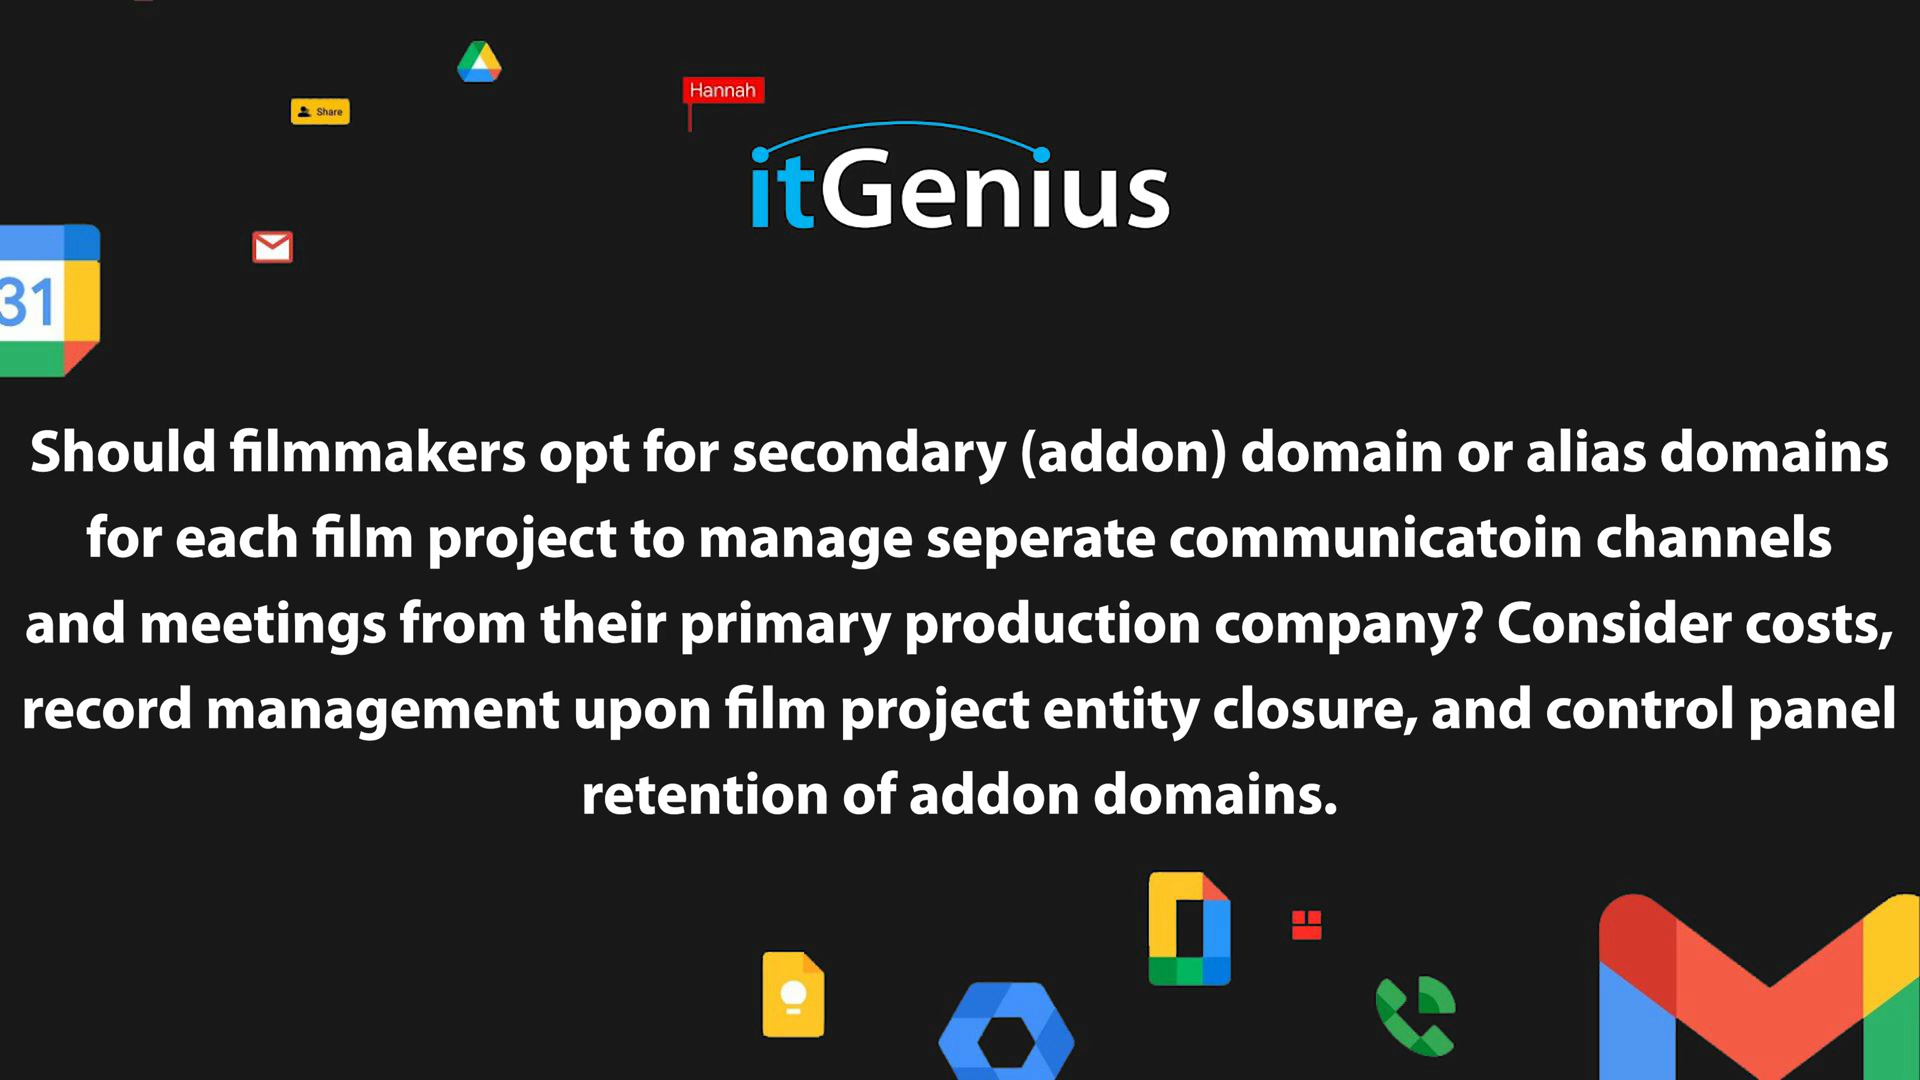 Hannah
Share
itGenius
31
Should filmmakers opt for secondary (addon) domain or alias domains
for each film project to manage seperate communicatoin channels
and meetings from their primary production company? Consider costs,
record management upon film project entity closure, and control panel
retention of addon domains.